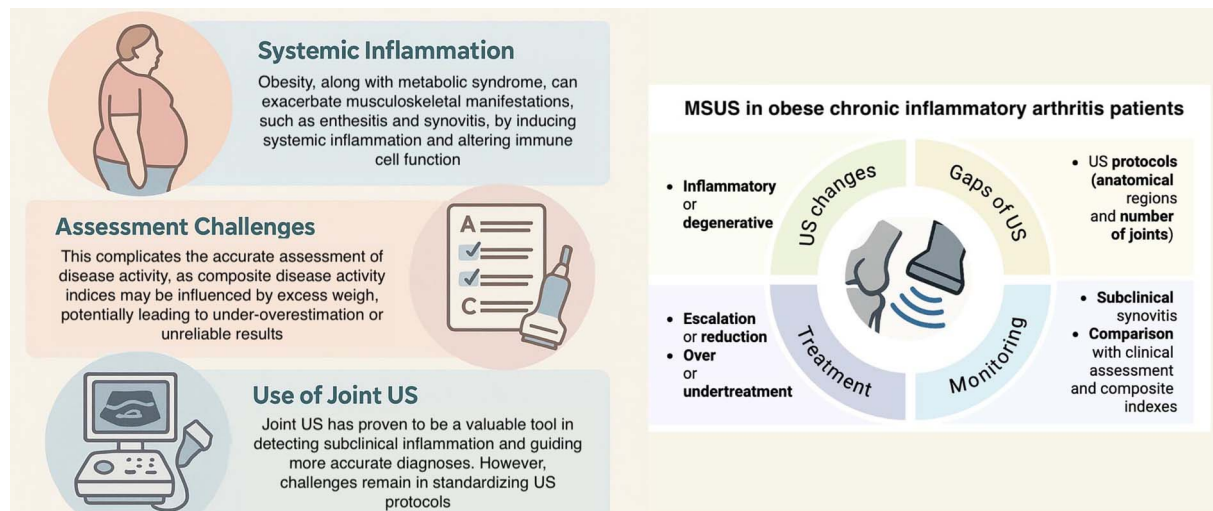 Systemic Inflammation
Obesity, along with metabolic syndrome, can
exacerbate musculoskeletal manifestations,
such as enthesitis and synovitis, by inducing
systemic inflammation and altering immune
cell function
Assessment Challenges
This complicates the accurate assessment of
disease activity, as composite disease activity
indices may be influenced by excess weigh,
potentially leading to under-overestimation or
unreliable results
A
C
Use of Joint US
Joint US has proven to be a valuable tool in
detecting subclinical inflammation and guiding
more accurate diagnoses. However,
challenges remain in standardizing US
protocols
MSUS in obese chronic inflammatory arthritis patients
• Inflammatory
or
degenerative
US changes
Gaps of US
• US protocols
(anatomical
regions
and number
of joints)
• Escalation
or reduction
• Over
or
undertreatment
Treatment
Monitoring
• Subclinical
synovitis
• Comparison
with clinical
assessment
and composite
indexes